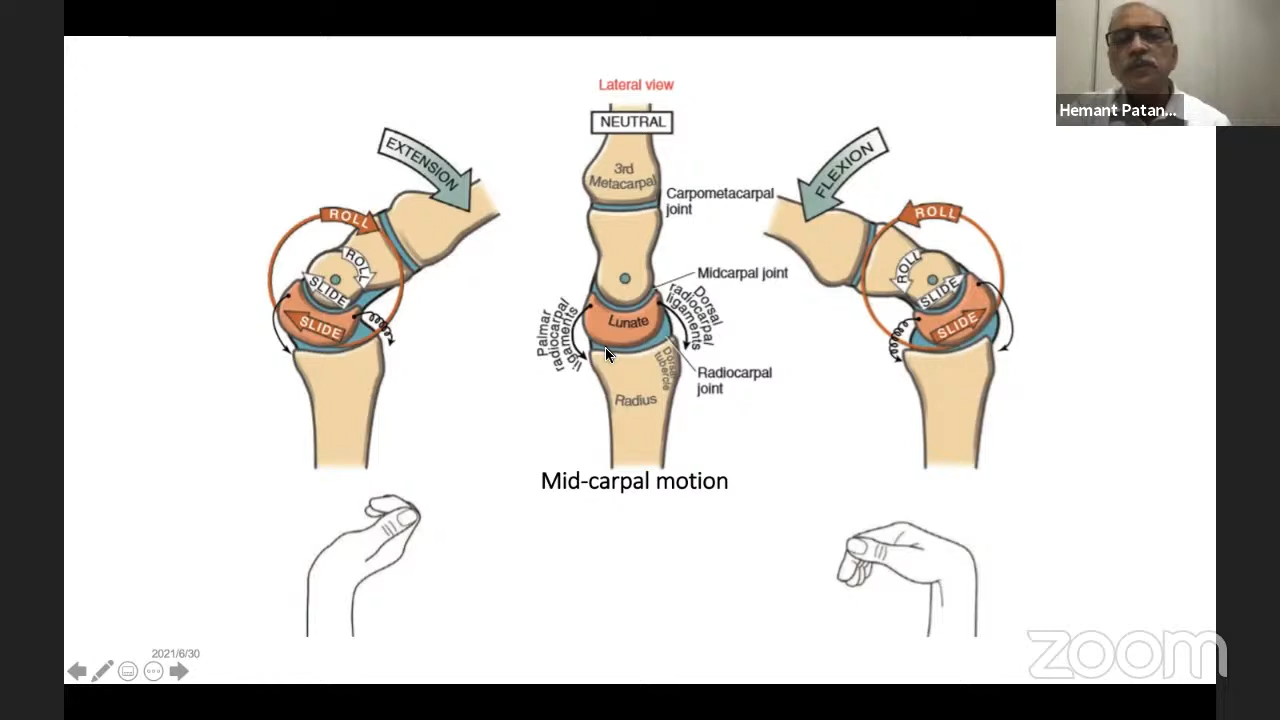 Hemant Patan...
Lateral view
NEUTRAL
EXTENSION
FLEXION
3rd
Metacarpal
Carpometacarpal
joint
ROLL
ROLL
SLIDE
SLIDE
Midcarpal joint
Palmar
radiocarpal
ligaments
Lunate
Dorsal
radiocarpal
ligaments
Dorsal
tubercle
Radiocarpal
joint
Radius
ROLL
ROLL
SLIDE
SLIDE
Mid-carpal motion
2021/6/30
zoom